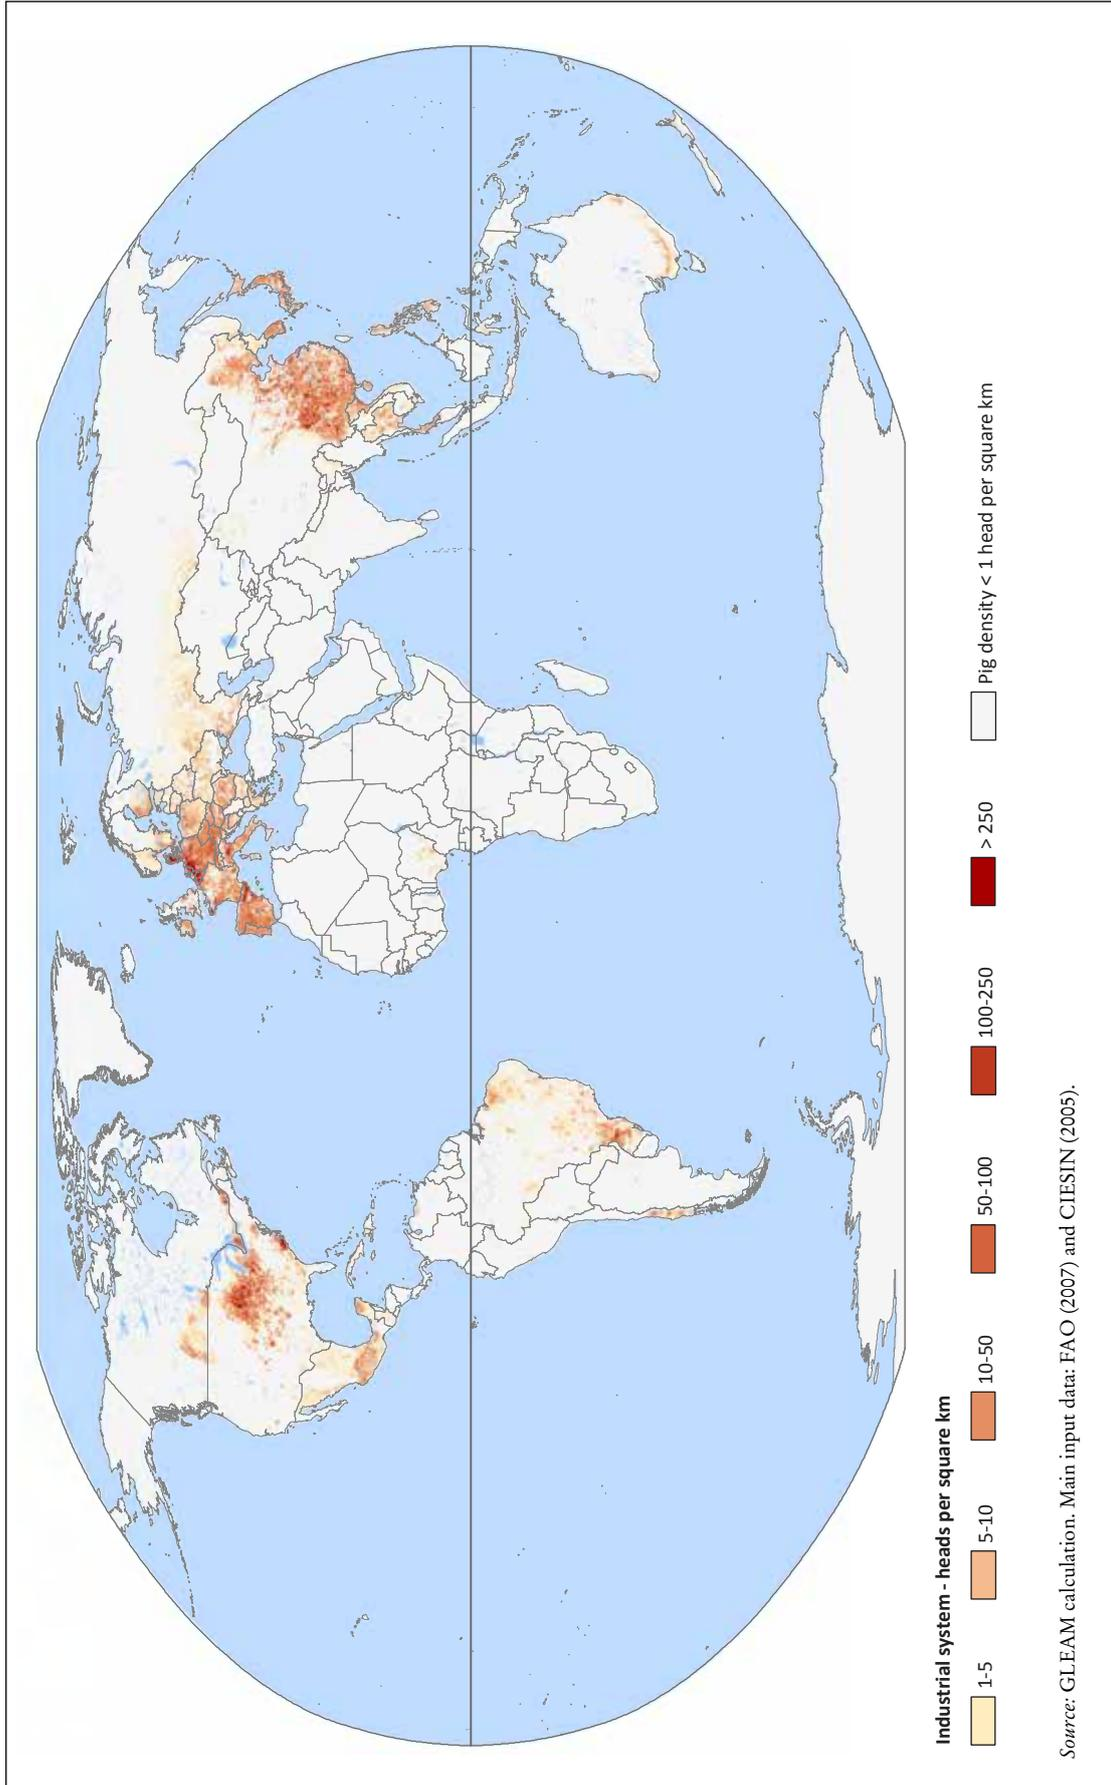 Industrial system - heads per square km
1-5 5-10 10-50 50-100 100-250 > 250 Pig density < 1 head per square km
Source: GLEAM calculation. Main input data: FAO (2007) and CIESIN (2005).